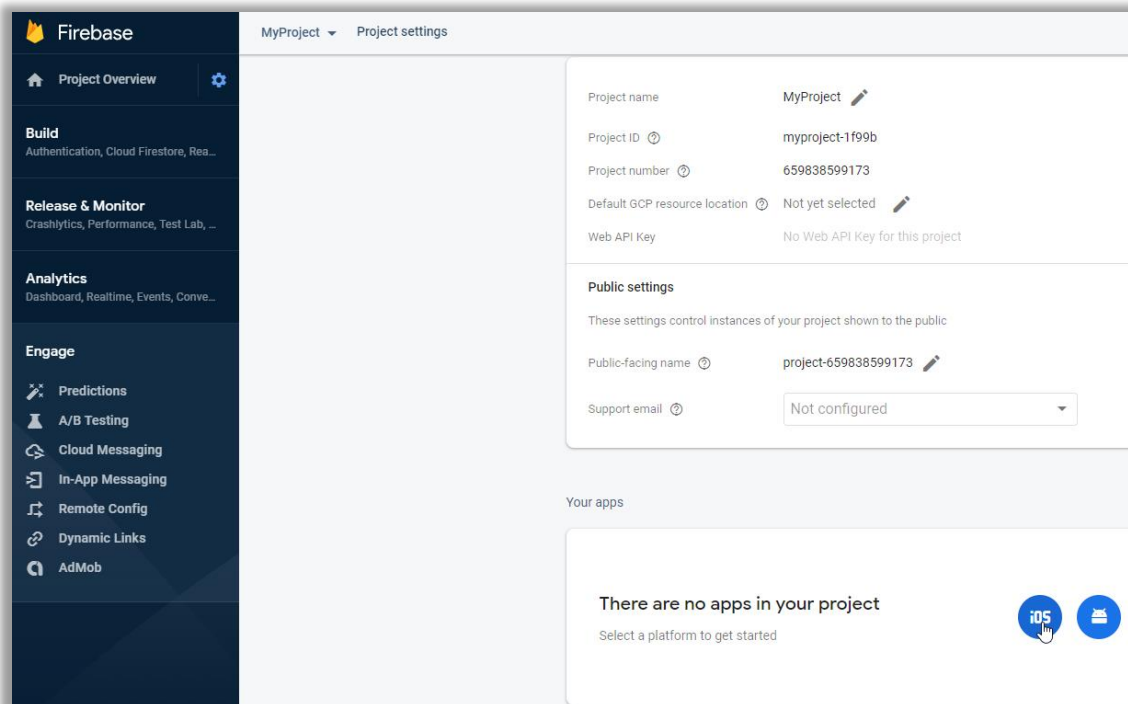 Firebase
Project Overview
Build
Authentication, Cloud Firestore, Rea...
Release & Monitor
Crashlytics, Performance, Test Lab, ...
Analytics
Dashboard, Realtime, Events, Conve...
Engage
Predictions
A/B Testing
Cloud Messaging
In-App Messaging
Remote Config
Dynamic Links
AdMob
MyProject Project settings
Project name MyProject
Project ID myproject-1f99b
Project number 659838599173
Default GCP resource location Not yet selected
Web API Key No Web API Key for this project
Public settings
These settings control instances of your project shown to the public
Public-facing name project-659838599173
Support email Not configured
Your apps
There are no apps in your project
Select a platform to get started
iOS